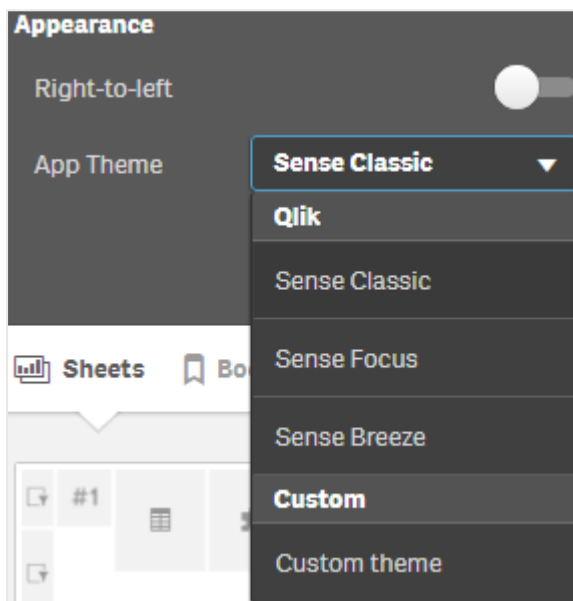 Appearance
Right-to-left
App Theme
Sense Classic
Qlik
Sense Classic
Sense Focus
Sense Breeze
Custom
Custom theme
Sheets
#1